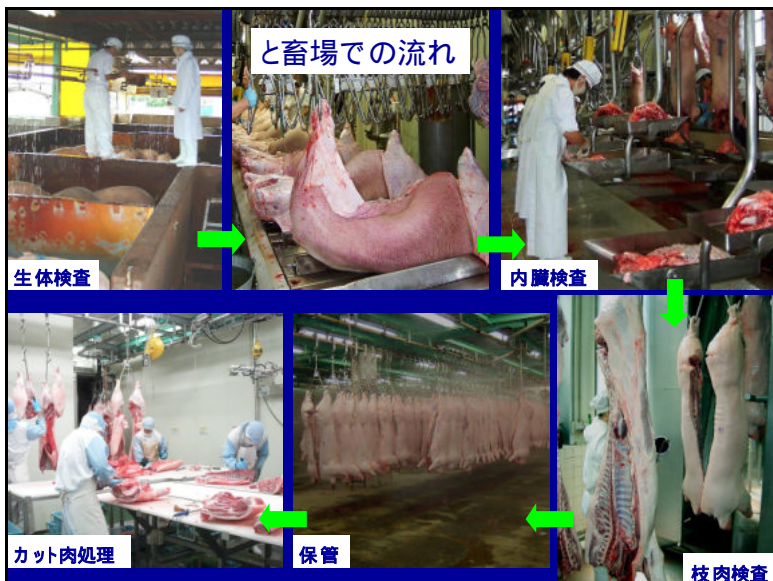 と畜場での流れ
生体検査
内臓検査
カット肉処理
保管
枝肉検査